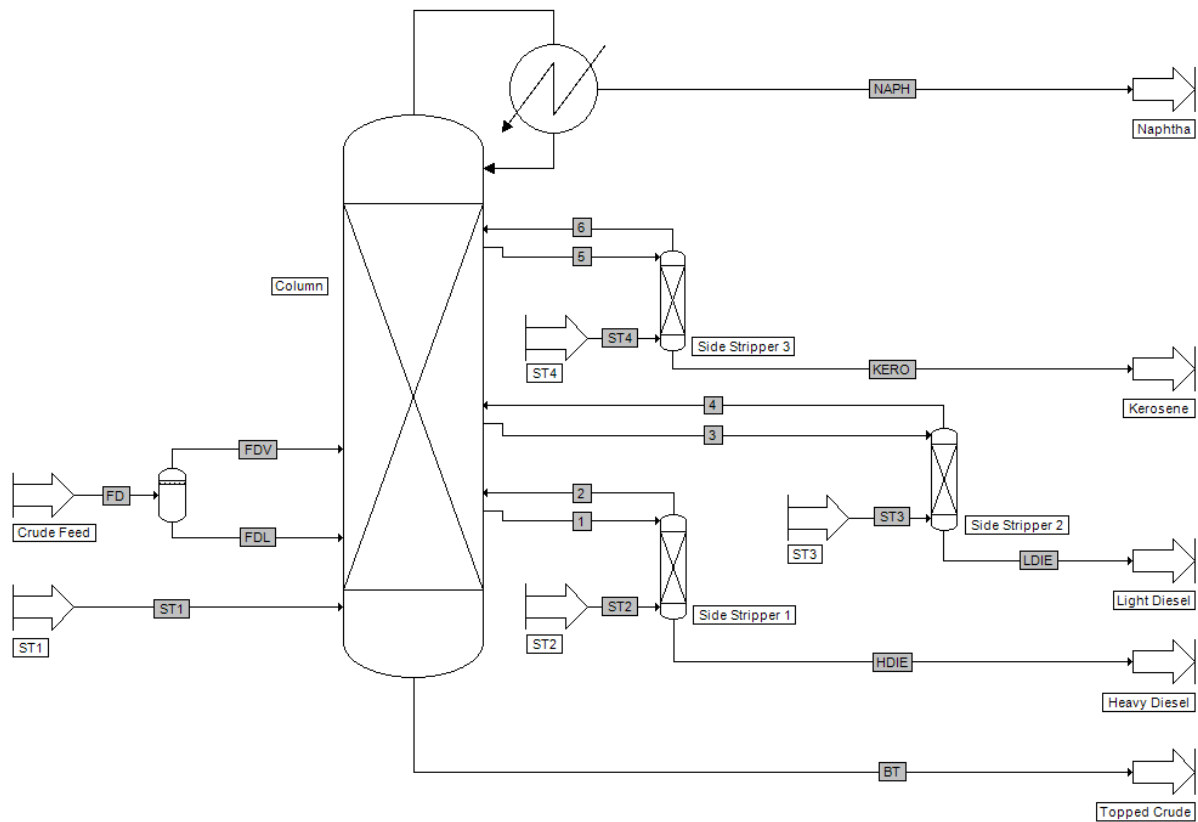 NAPH
Naphtha
6
5
Column
ST4
Side Stripper 3
ST4
KERO
Kerosene
4
3
FDV
FD
2
Crude Feed
1
ST3
Side Stripper 2
FDL
ST3
LDIE
Light Diesel
ST1
ST2
Side Stripper 1
ST1
ST2
HDIE
Heavy Diesel
BT
Topped Crude